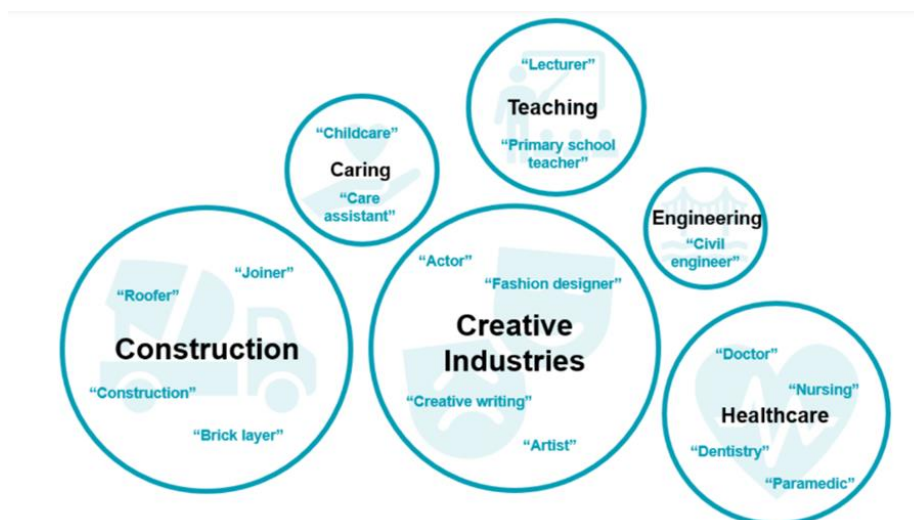 “Lecturer”
Teaching
“Primary school
teacher”
“Childcare”
Caring
“Care
assistant”
Engineering
“Civil
engineer”
“Joiner”
“Roofer”
Construction
“Construction”
“Brick layer”
“Actor”
“Fashion designer”
Creative
Industries
“Creative writing”
“Artist”
“Doctor”
“Nursing”
Healthcare
“Dentistry”
“Paramedic”